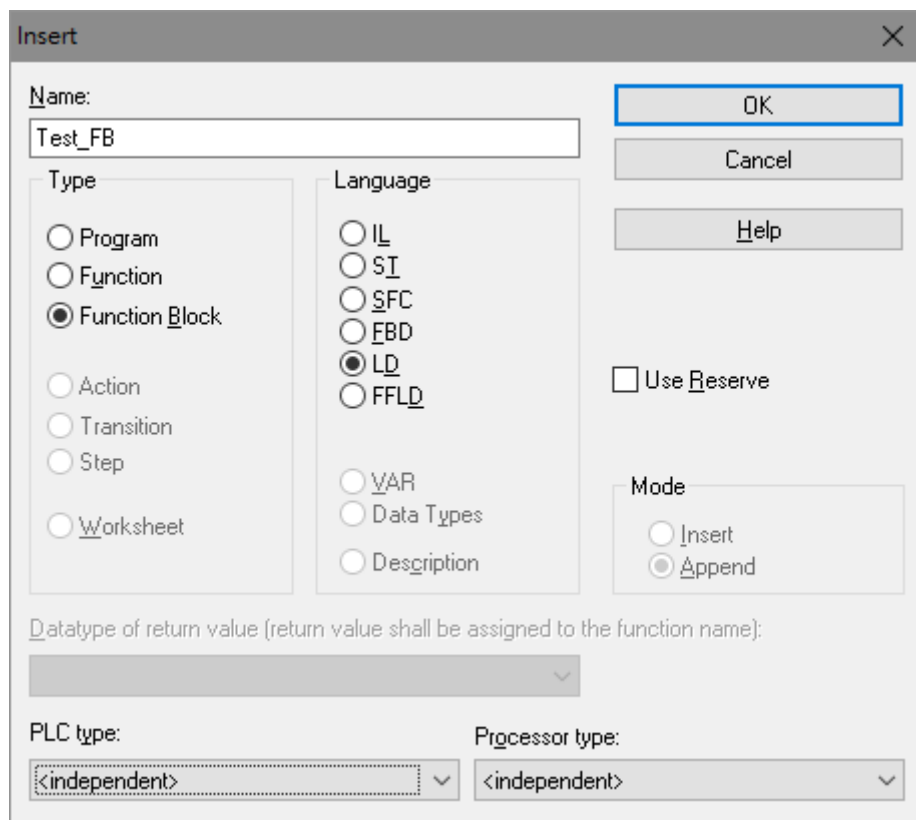 Insert
Name:
Test_FB
OK
Cancel
Help
Type
Program
Function
Function Block
Action
Transition
Step
Worksheet
Language
IL
ST
SFC
FBD
LD
FFLD
VAR
Data Types
Description
Use Reserve
Mode
Insert
Append
Datatype of return value (return value shall be assigned to the function name):
PLC type:
<independent>
Processor type:
<independent>